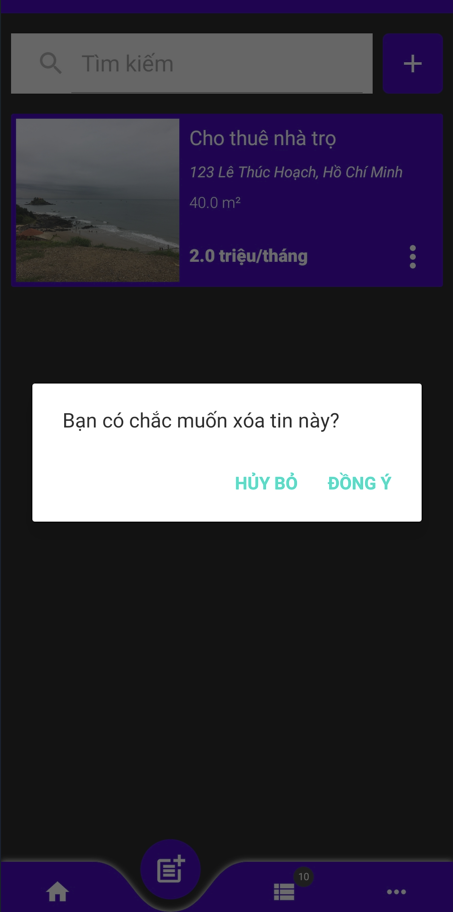 Tìm kiếm
Cho thuê nhà trọ
123 Lê Thúc Hoạch, Hồ Chí Minh
40.0 m²
2.0 triệu/tháng
Bạn có chắc muốn xóa tin này?
HỦY BỎ ĐỒNG Ý
10